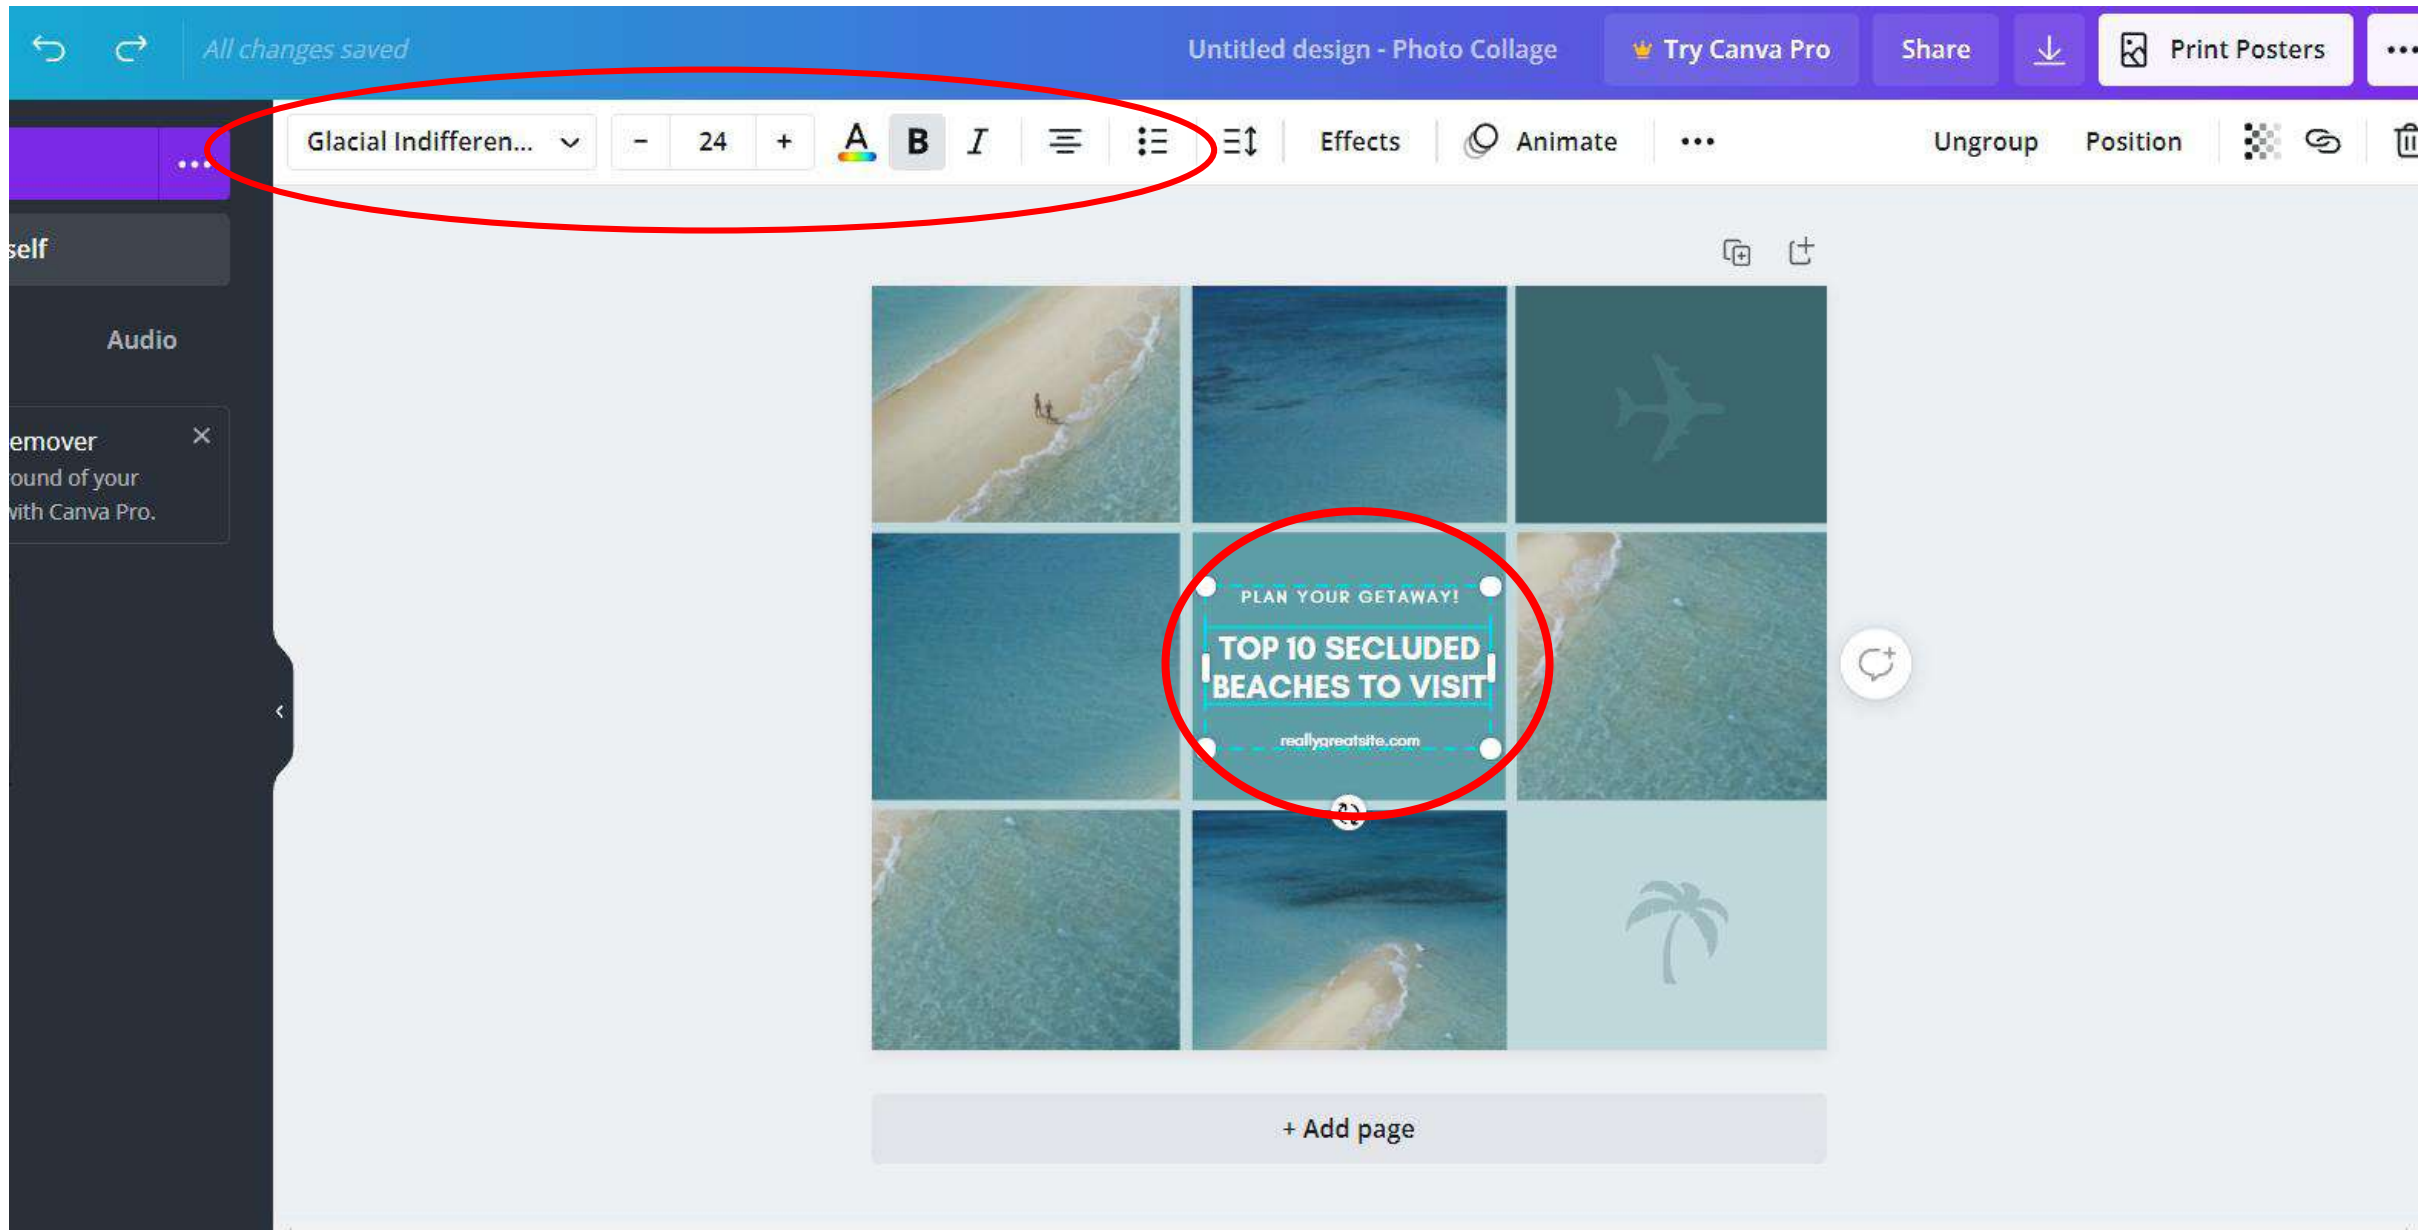 All changes saved
Untitled design - Photo Collage
Try Canva Pro
Share
Print Posters
Glacial Indifferen...
- 24 +
A B I
Effects
Animate
Ungroup
Position
self
Audio
emover
ound of your
with Canva Pro.
PLAN YOUR GETAWAY!
TOP 10 SECLUDED
BEACHES TO VISIT
reallygreatsite.com
+ Add page